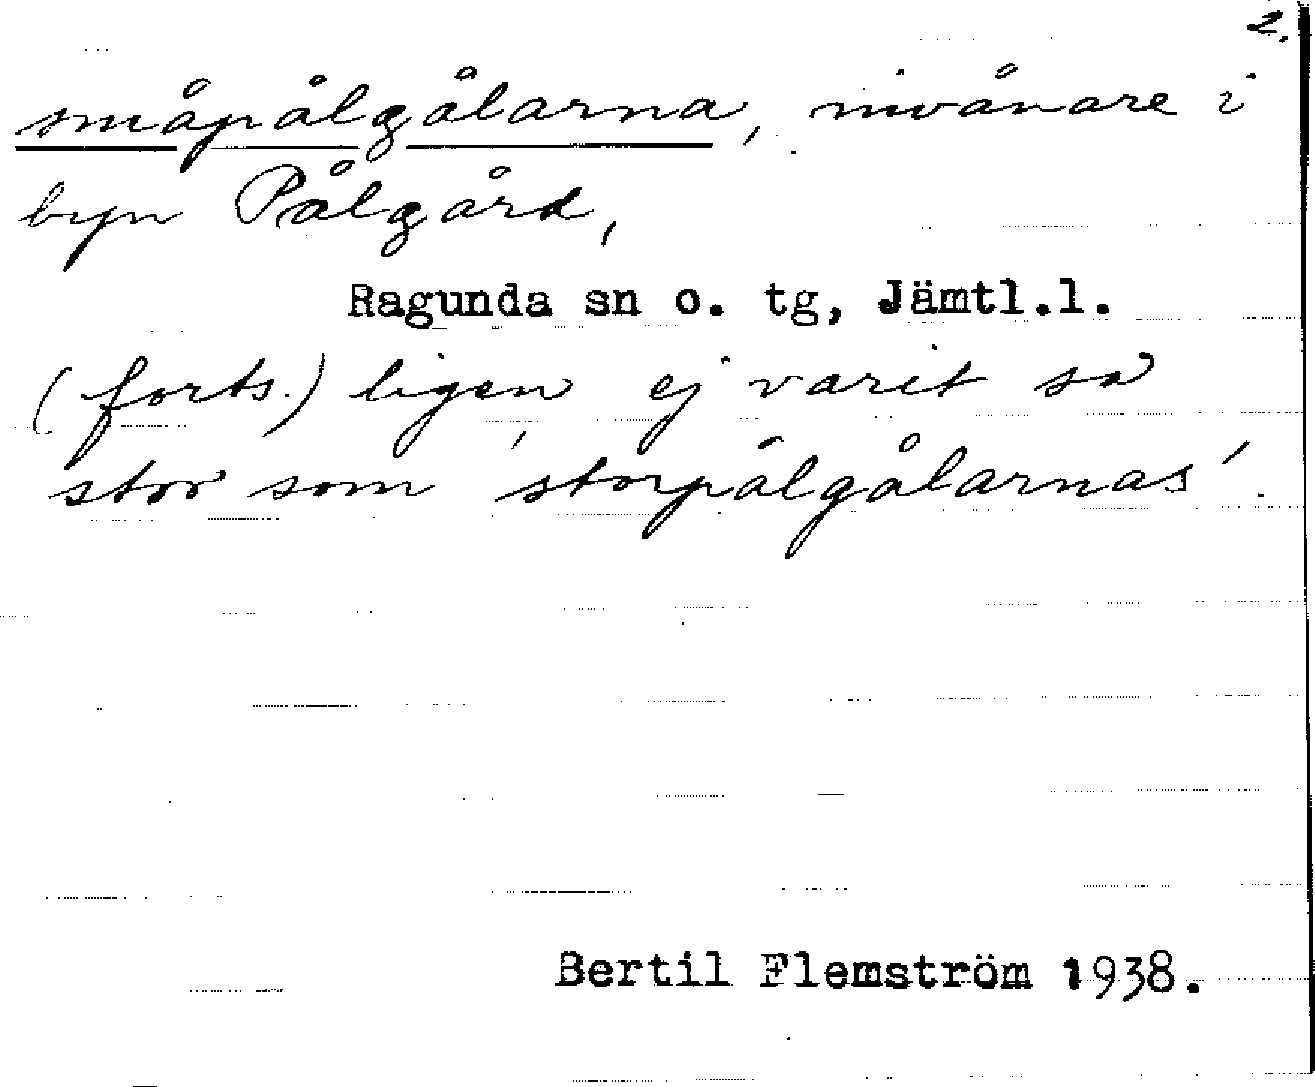 2.
småpålgålarna, invånare i
byn Pålgård,
Ragunda sn o. tg, Jämtl.l.
(forts.) ligen, ej varit så
stor som 'storpålgålarnas'.
Bertil Flemström 1938.